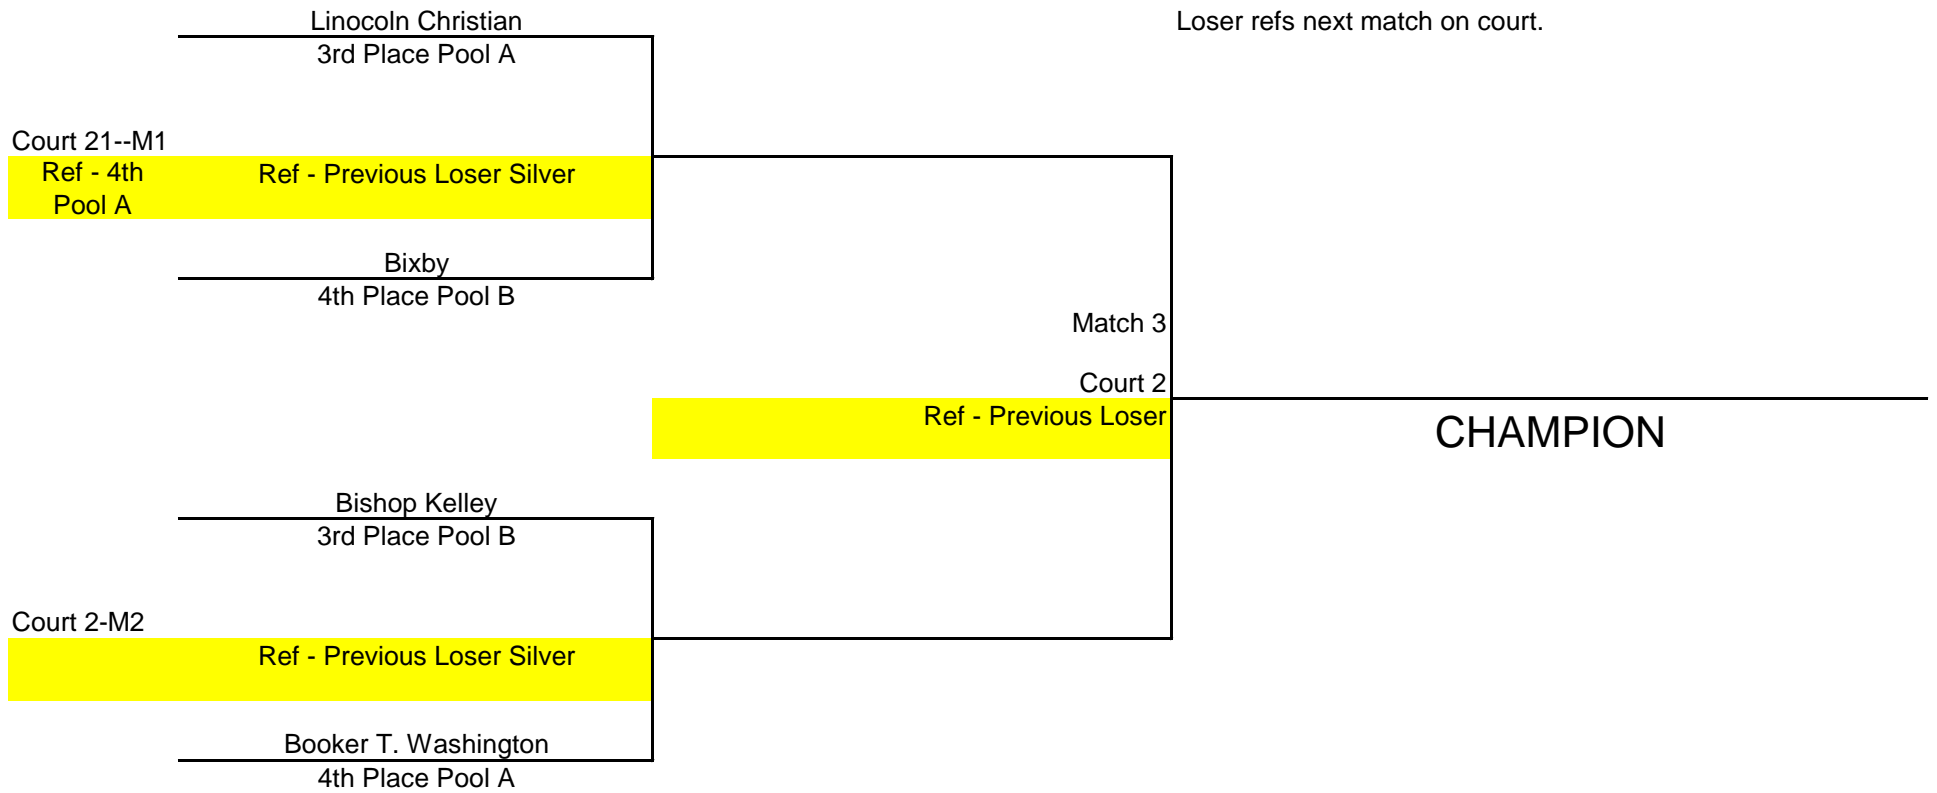 Linocoln Christian
Loser refs next match on court.
3rd Place Pool A
Court 21--M1
Ref - 4th
Pool A
Ref - Previous Loser Silver
Bixby
4th Place Pool B
Match 3
Court 2
Ref - Previous Loser
CHAMPION
Bishop Kelley
3rd Place Pool B
Court 2-M2
Ref - Previous Loser Silver
Booker T. Washington
4th Place Pool A